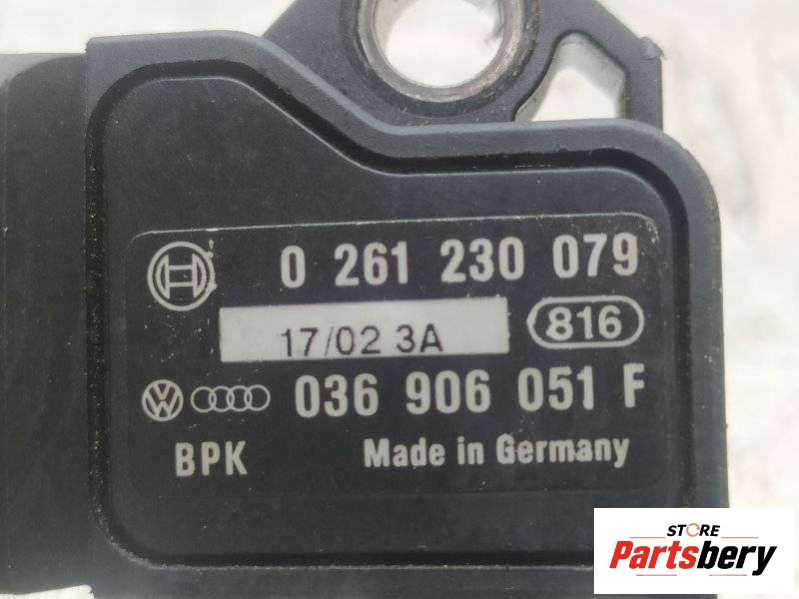 0 261 230 079
17/02 3A
816
036 906 051 F
BPK Made in Germany
STORE
Partsbery